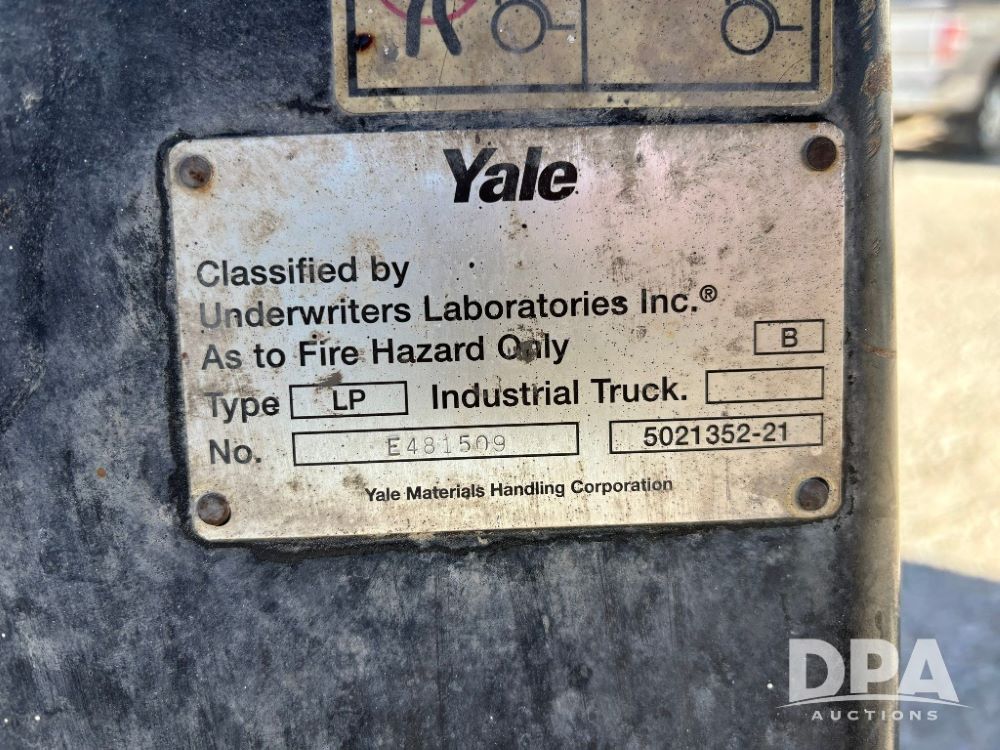 Yale
Classified by
Underwriters Laboratories Inc.®
As to Fire Hazard Only B
Type LP Industrial Truck.
No. E481509 5021352-21
Yale Materials Handling Corporation
DPA
AUCTIONS